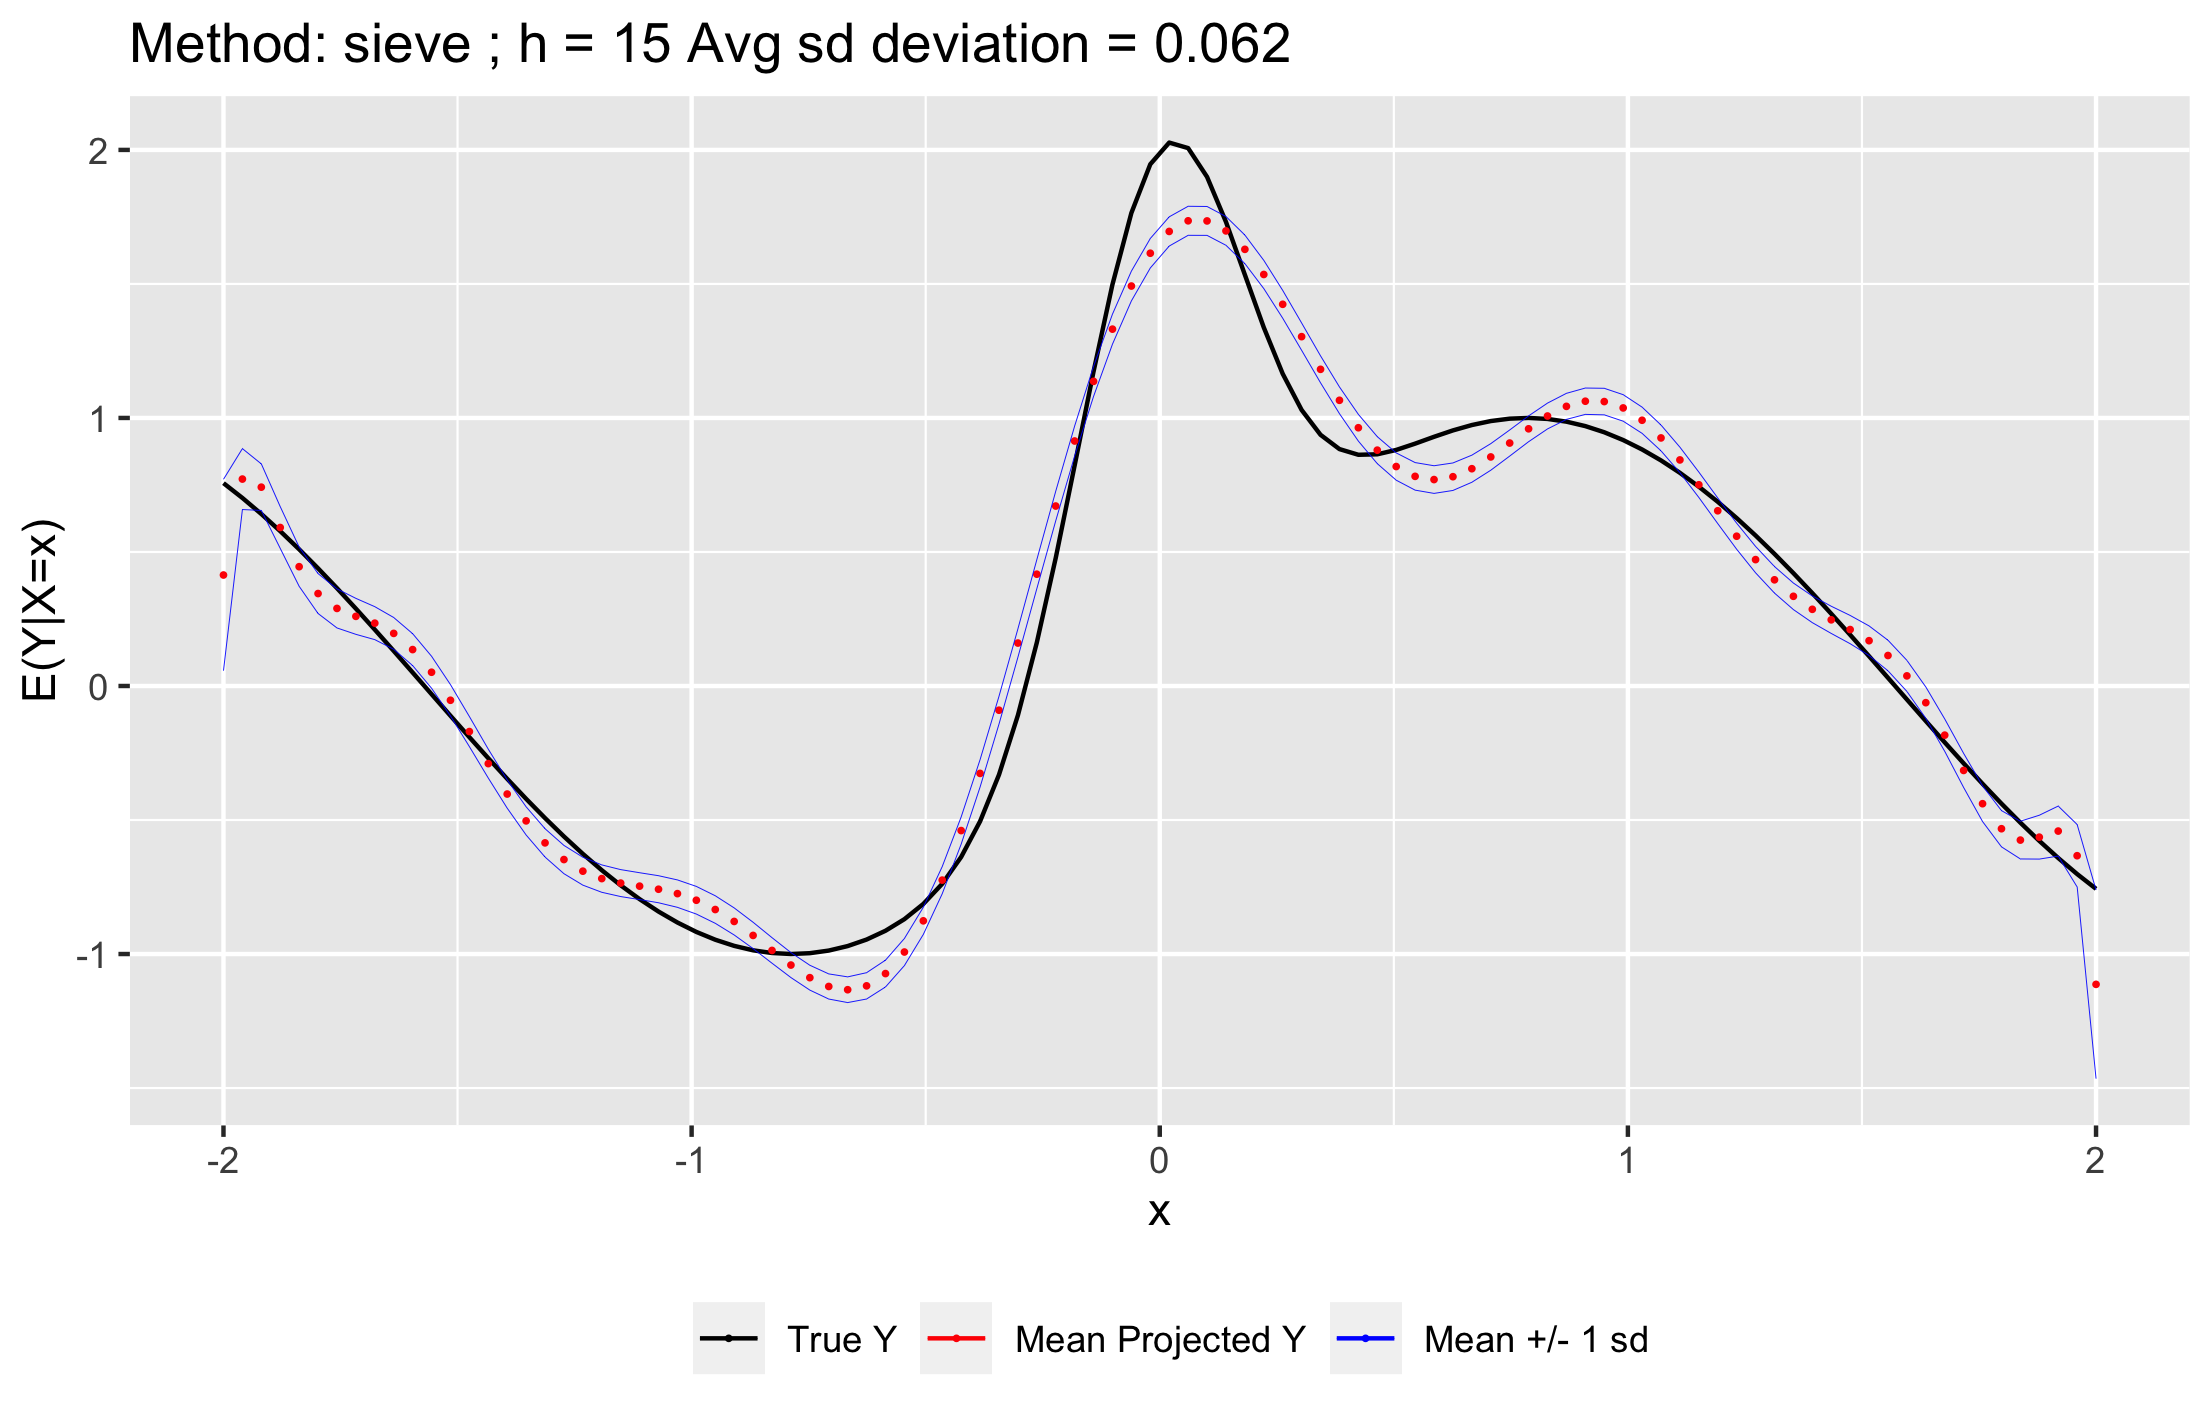 Method: sieve ; h = 15 Avg sd deviation = 0.062
2
1
0
-1
E(Y|X=x)
-2 -1 0 1 2
x
True Y Mean Projected Y Mean +/- 1 sd